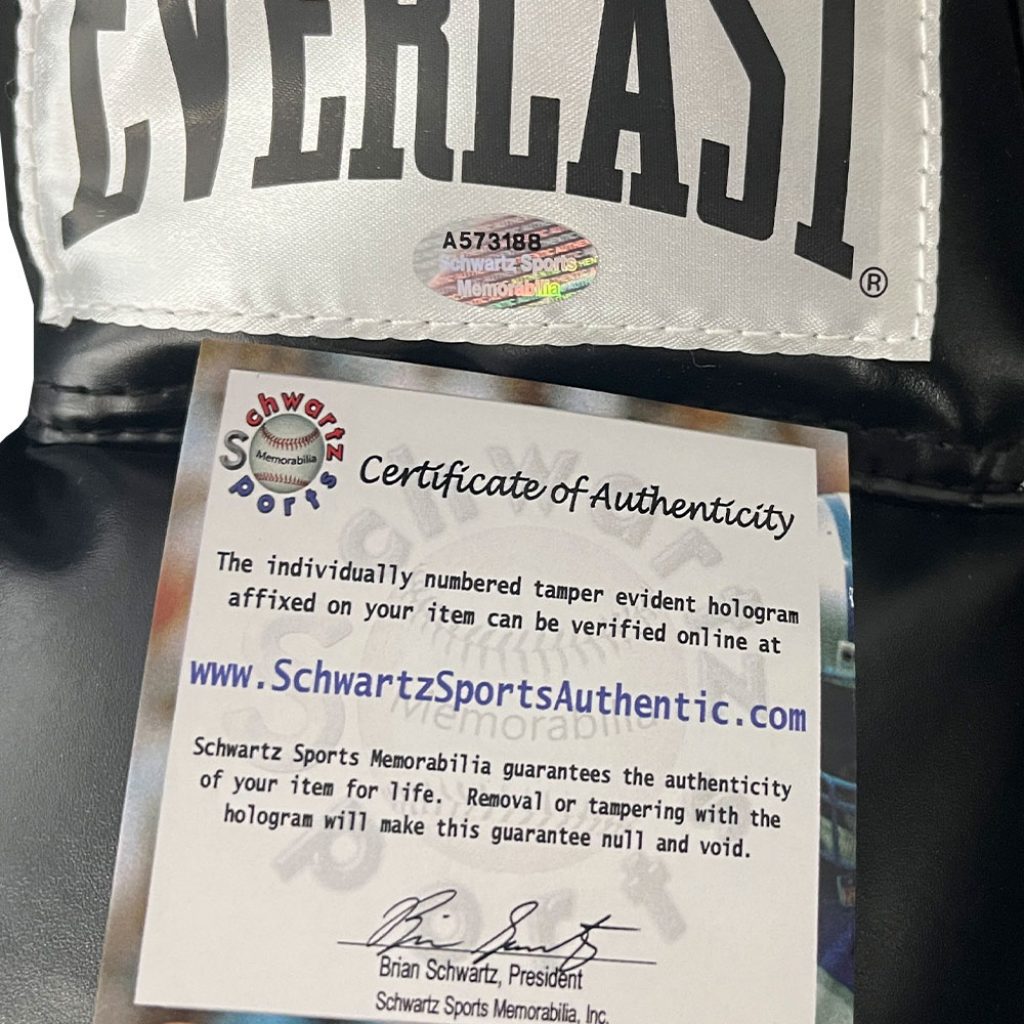 EVERLAST
®
A573188
Schwartz Sports
Memorabilia
Schwartz
Sports
Memorabilia
Certificate of Authenticity
The individually numbered tamper evident hologram
affixed on your item can be verified online at
www.SchwartzSportsAuthentic.com
Schwartz Sports Memorabilia guarantees the authenticity
of your item for life. Removal or tampering with the
hologram will make this guarantee null and void.
Brian Schwartz, President
Schwartz Sports Memorabilia, Inc.